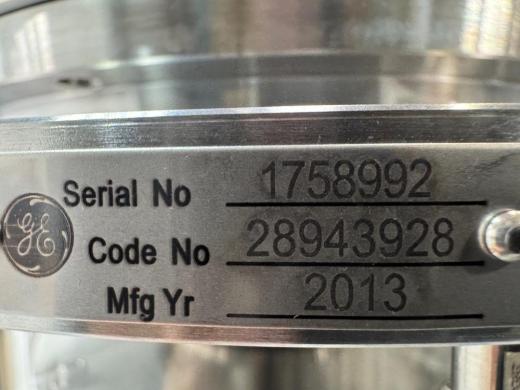 Serial No 1758992
GE Code No 28943928
Mfg Yr 2013